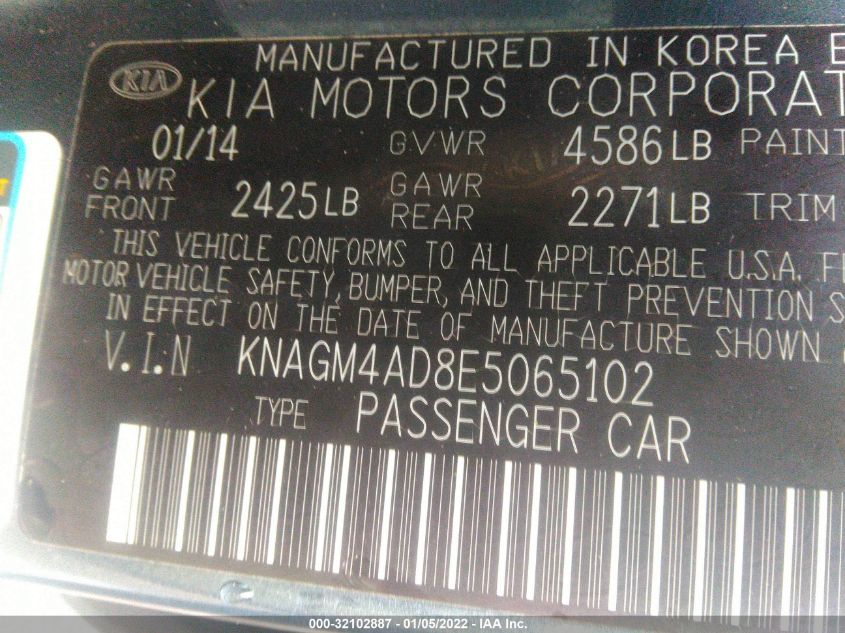 MANUFACTURED IN KOREA
KIA
KIA MOTORS CORPORAT
01/14 GVWR 4586LB PAINT
GAWR FRONT 2425LB GAWR REAR 2271LB TRIM
THIS VEHICLE CONFORMS TO ALL APPLICABLE U.S.A. F
MOTOR VEHICLE SAFETY, BUMPER, AND THEFT PREVENTION S
IN EFFECT ON THE DATE OF MANUFACTURE SHOWN
V.I.N KNAGM4AD8E5065102
TYPE PASSENGER CAR
000-32102887 - 01/05/2022 - IAA Inc.